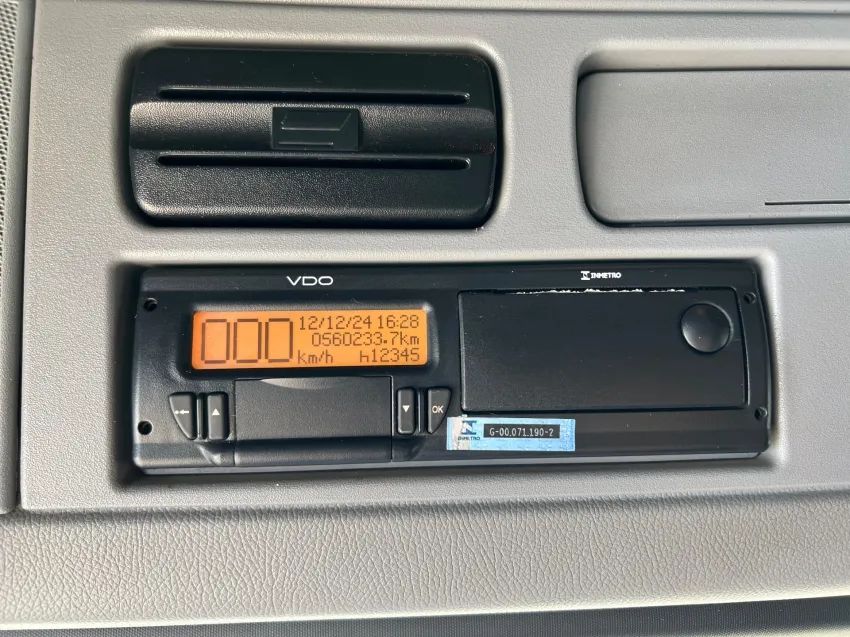 VDO
INMETRO
000
12/12/24 16:28
0560233.7km
km/h h12345
OK
INMETRO
G-00.071.190-2